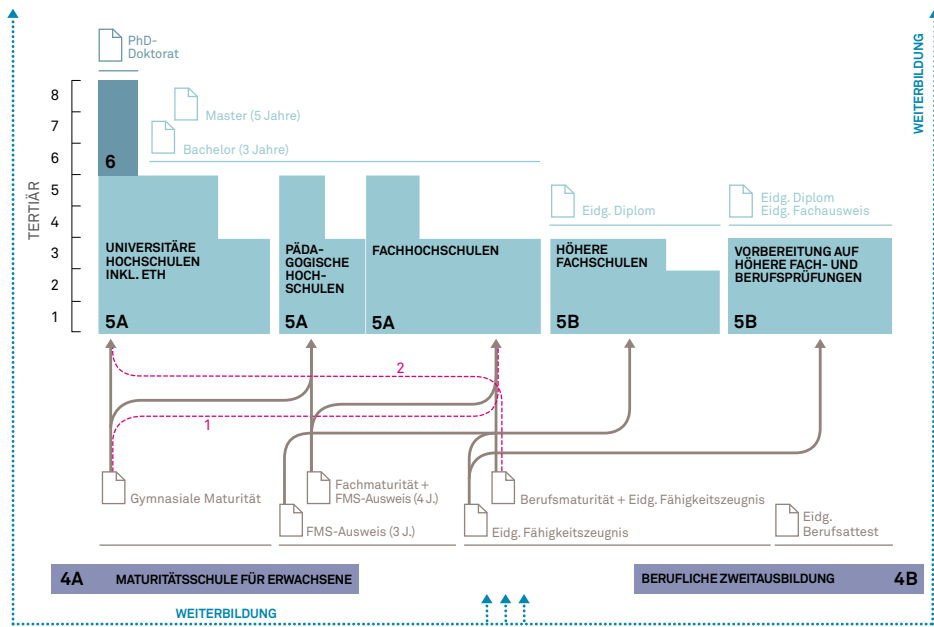 PhD-
Doktorat
WEITERBILDUNG
TERTIÄR
8
7
6
5
4
3
2
1
Master (5 Jahre)
Bachelor (3 Jahre)
6
Eidg. Diplom
Eidg. Diplom
Eidg. Fachausweis
UNIVERSITÄRE
HOCHSCHULEN
INKL. ETH
5A
PÄDA-
GOGISCHE
HOCH-
SCHULEN
5A
FACHHOCHSCHULEN
5A
HÖHERE
FACHSCHULEN
5B
VORBEREITUNG AUF
HÖHERE FACH- UND
BERUFSPRÜFUNGEN
5B
2
1
Gymnasiale Maturität
Fachmaturität +
FMS-Ausweis (4 J.)
FMS-Ausweis (3 J.)
Berufsmaturität + Eidg. Fähigkeitszeugnis
Eidg. Fähigkeitszeugnis
Eidg.
Berufsattest
4A MATURITÄTSSCHULE FÜR ERWACHSENE
BERUFLICHE ZWEITAUSBILDUNG 4B
WEITERBILDUNG